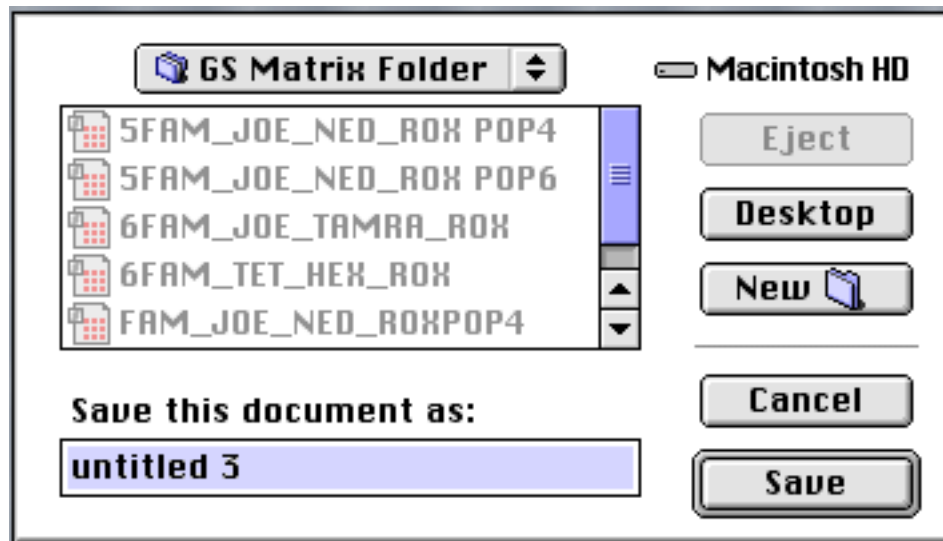 GS Matrix Folder
Macintosh HD
5FAM_JOE_NED_ROX POP4
5FAM_JOE_NED_ROX POP6
6FAM_JOE_TAMRA_ROX
6FAM_TET_HEX_ROX
FAM_JOE_NED_ROXPOP4
Eject
Desktop
New
Save this document as:
untitled 3
Cancel
Save